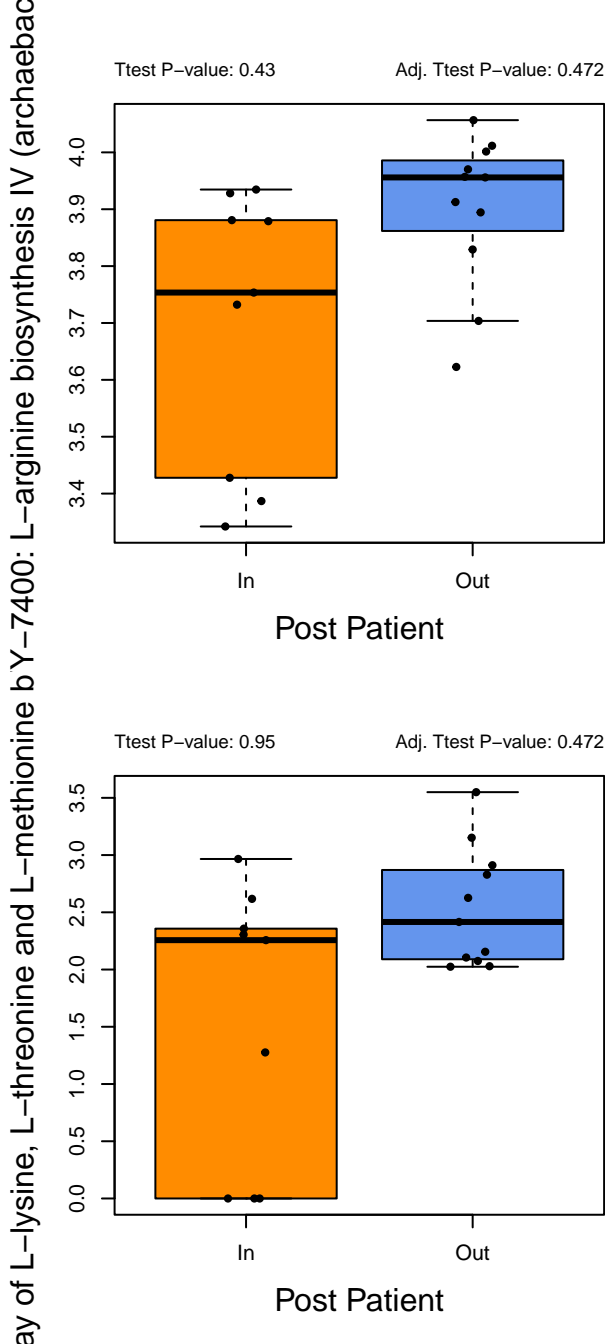 Ttest P−value: 0.43 Adj. Ttest P−value: 0.472
4.0
3.9
3.8
3.7
3.6
3.5
3.4
In Out
Post Patient
Y−7400: L−arginine biosynthesis IV (archaebac
Ttest P−value: 0.95 Adj. Ttest P−value: 0.472
3.5
3.0
2.5
2.0
1.5
1.0
0.5
0.0
In Out
Post Patient
ay of L−lysine, L−threonine and L−methionine b